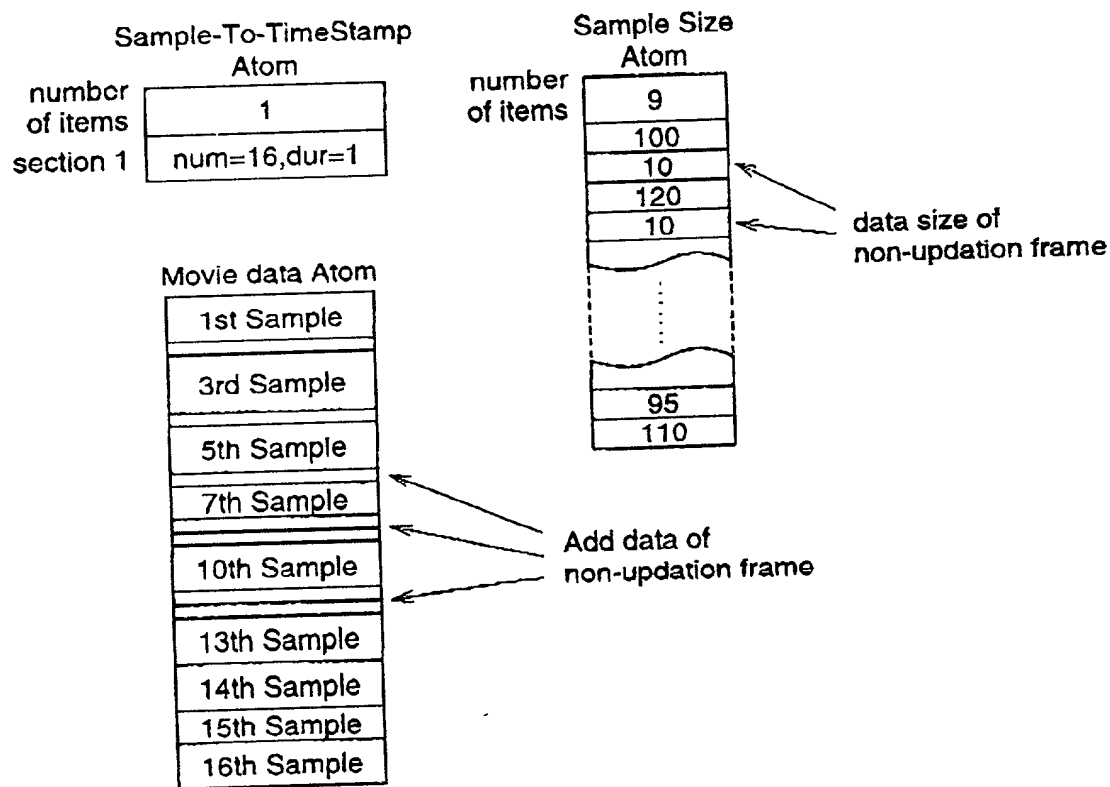 Sample-To-TimeStamp
Atom
number
of items
1
section 1
num=16,dur=1
Sample Size
Atom
number
of items
9
100
10
120
10
95
110
data size of
non-updation frame
Movie data Atom
1st Sample
3rd Sample
5th Sample
7th Sample
10th Sample
13th Sample
14th Sample
15th Sample
16th Sample
Add data of
non-updation frame